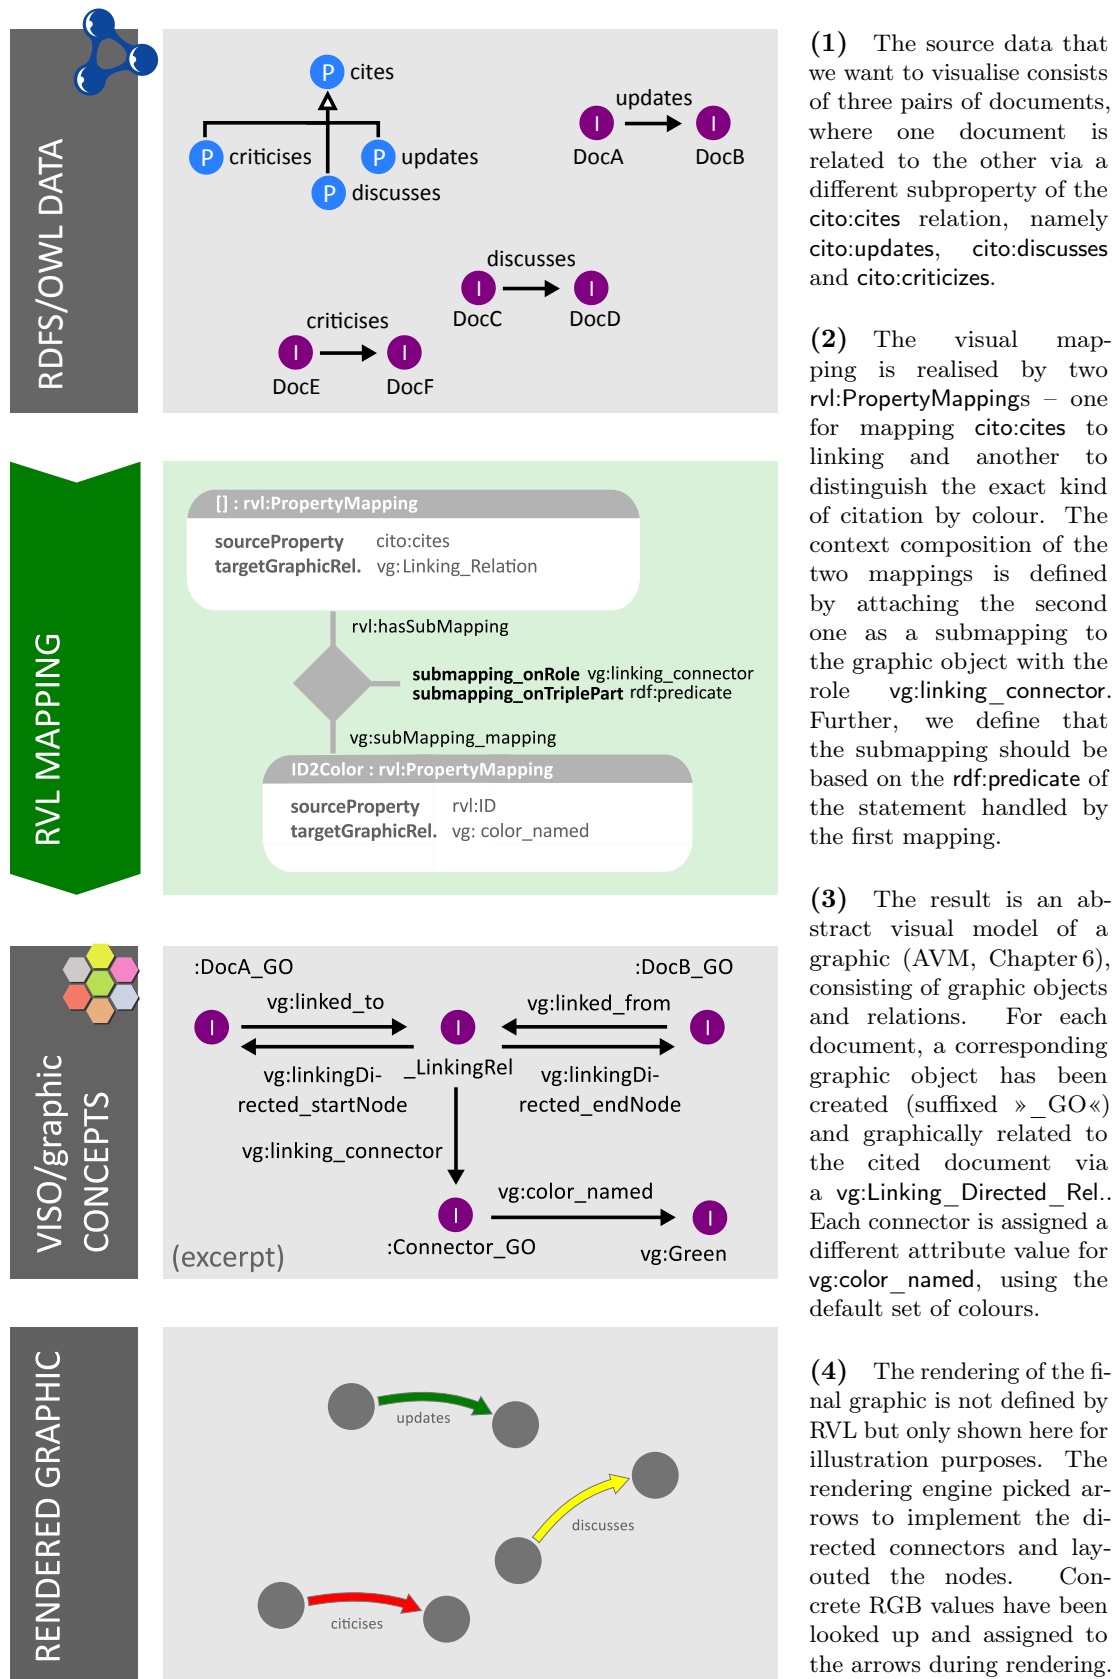 RDFS/OWL DATA
P cites
P criticises
P updates
P discusses
updates
I I
DocA DocB
discusses
I I
DocC DocD
criticises
I I
DocE DocF
(1) The source data that
we want to visualise consists
of three pairs of documents,
where one document is
related to the other via a
different subproperty of the
cito:cites relation, namely
cito:updates, cito:discusses
and cito:criticizes.
RVL MAPPING
[] : rvl:PropertyMapping
sourceProperty cito:cites
targetGraphicRel. vg:Linking_Relation
rvl:hasSubMapping
submapping_onRole vg:linking_connector
submapping_onTriplePart rdf:predicate
vg:subMapping_mapping
ID2Color : rvl:PropertyMapping
sourceProperty rvl:ID
targetGraphicRel. vg: color_named
(2) The visual map-
ping is realised by two
rvl:PropertyMappings – one
for mapping cito:cites to
linking and another to
distinguish the exact kind
of citation by colour. The
context composition of the
two mappings is defined
by attaching the second
one as a submapping to
the graphic object with the
role vg:linking_connector.
Further, we define that
the submapping should be
based on the rdf:predicate of
the statement handled by
the first mapping.
VISO/graphic
CONCEPTS
:DocA_GO :DocB_GO
vg:linked_to vg:linked_from
I I I
_LinkingRel
vg:linkingDi-
rected_startNode
vg:linkingDi-
rected_endNode
vg:linking_connector
vg:color_named
I I
:Connector_GO vg:Green
(excerpt)
(3) The result is an ab-
stract visual model of a
graphic (AVM, Chapter 6),
consisting of graphic objects
and relations. For each
document, a corresponding
graphic object has been
created (suffixed »_GO«)
and graphically related to
the cited document via
a vg:Linking_Directed_Rel..
Each connector is assigned a
different attribute value for
vg:color_named, using the
default set of colours.
RENDERED GRAPHIC
updates
discusses
citicises
(4) The rendering of the fi-
nal graphic is not defined by
RVL but only shown here for
illustration purposes. The
rendering engine picked ar-
rows to implement the di-
rected connectors and lay-
outed the nodes. Con-
crete RGB values have been
looked up and assigned to
the arrows during rendering.